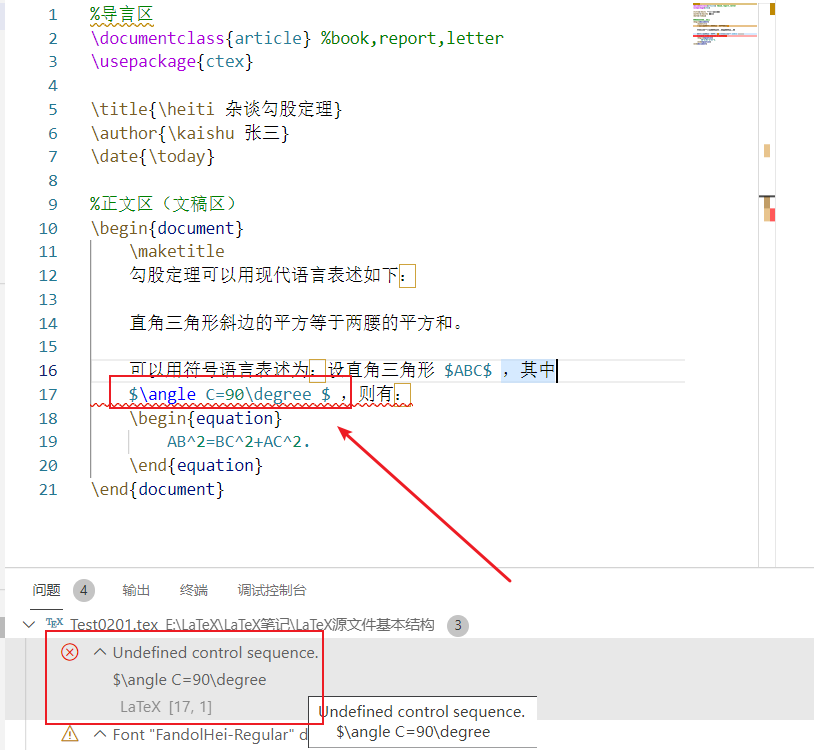 1 %导言区
2 \documentclass{article} %book,report,letter
3 \usepackage{ctex}
4
5 \title{\heiti 杂谈勾股定理}
6 \author{\kaishu 张三}
7 \date{\today}
8
9 %正文区（文稿区）
10 \begin{document}
11 \maketitle
12 勾股定理可以用现代语言表述如下：
13
14 直角三角形斜边的平方等于两腰的平方和。
15
16 可以用符号语言表述为：设直角三角形 $ABC$ ，其中
17 $\angle C=90\degree $ ，则有：
18 \begin{equation}
19 AB^2=BC^2+AC^2.
20 \end{equation}
21 \end{document}
问题 4 输出 终端 调试控制台
TEX Test0201.tex E:\LaTeX\LaTeX笔记\LaTeX源文件基本结构 3
Undefined control sequence.
$\angle C=90\degree
LaTeX [17, 1]
Undefined control sequence.
$\angle C=90\degree
Font "FandolHei-Regular" d